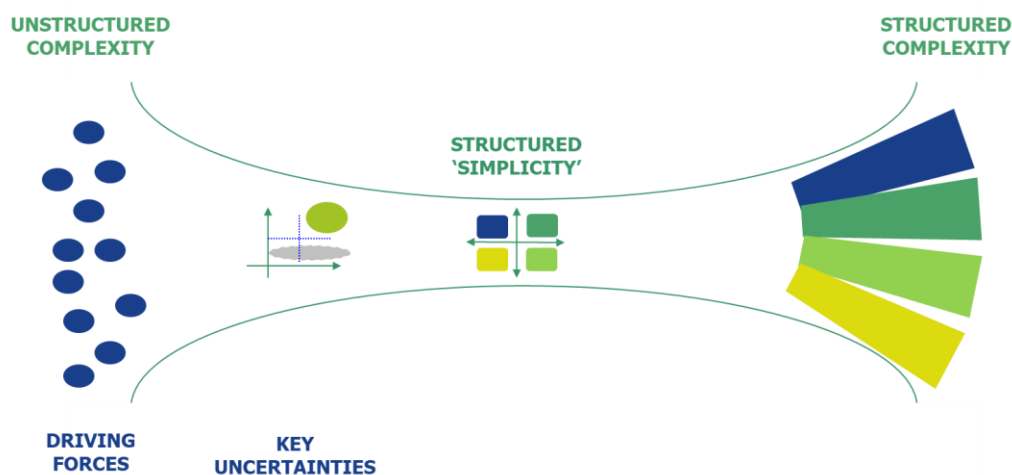 UNSTRUCTURED
COMPLEXITY
STRUCTURED
COMPLEXITY
STRUCTURED
‘SIMPLICITY’
DRIVING
FORCES
KEY
UNCERTAINTIES